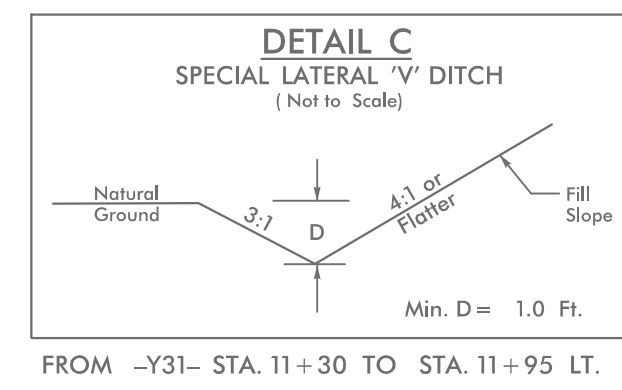 DETAIL C
SPECIAL LATERAL 'V' DITCH
( Not to Scale)
Natural
Ground
3:1
D
4:1 or
Flatter
Fill
Slope
Min. D = 1.0 Ft.
FROM -Y31- STA. 11+30 TO STA. 11+95 LT.